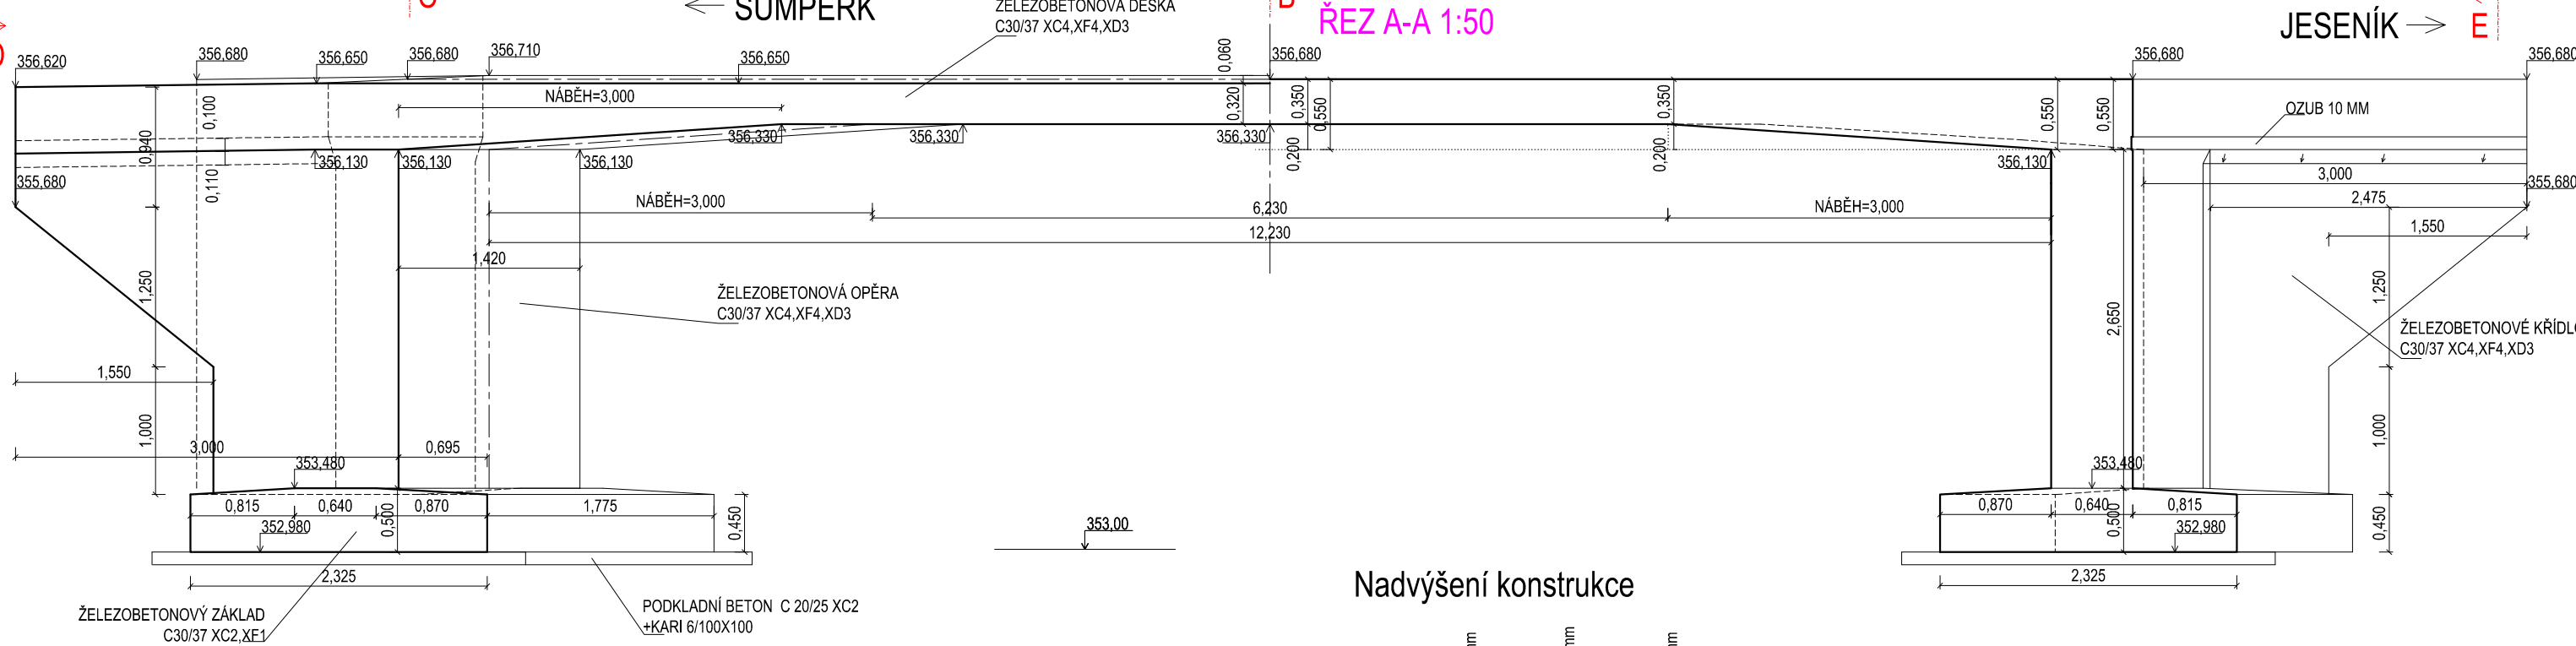 C
← ŠUMPERK
ŽELEZOBETONOVÁ DESKA
C30/37 XC4,XF4,XD3
B
ŘEZ A-A 1:50
JESENÍK →
E
356,620
356,680
356,650
356,680
356,710
356,650
0,060
356,680
356,680
356,680
0,100
NÁBĚH=3,000
0,320
0,350
0,550
0,350
0,550
0,550
OZUB 10 MM
0,940
356,330
356,330
356,330
0,200
0,200
356,130
356,130
356,130
356,130
355,680
0,110
3,000
355,680
NÁBĚH=3,000
6,230
NÁBĚH=3,000
2,475
12,230
1,550
1,420
1,250
ŽELEZOBETONOVÁ OPĚRA
C30/37 XC4,XF4,XD3
2,650
1,250
ŽELEZOBETONOVÉ KŘÍDLO
C30/37 XC4,XF4,XD3
1,550
1,000
1,000
3,000
0,695
353,480
353,480
0,815
0,640
0,870
0,500
1,775
0,450
352,980
353,00
0,870
0,640
0,815
0,500
352,980
0,450
2,325
2,325
Nadvýšení konstrukce
ŽELEZOBETONOVÝ ZÁKLAD
C30/37 XC2,XF1
PODKLADNÍ BETON C 20/25 XC2
+KARI 6/100X100
mm
mm
mm